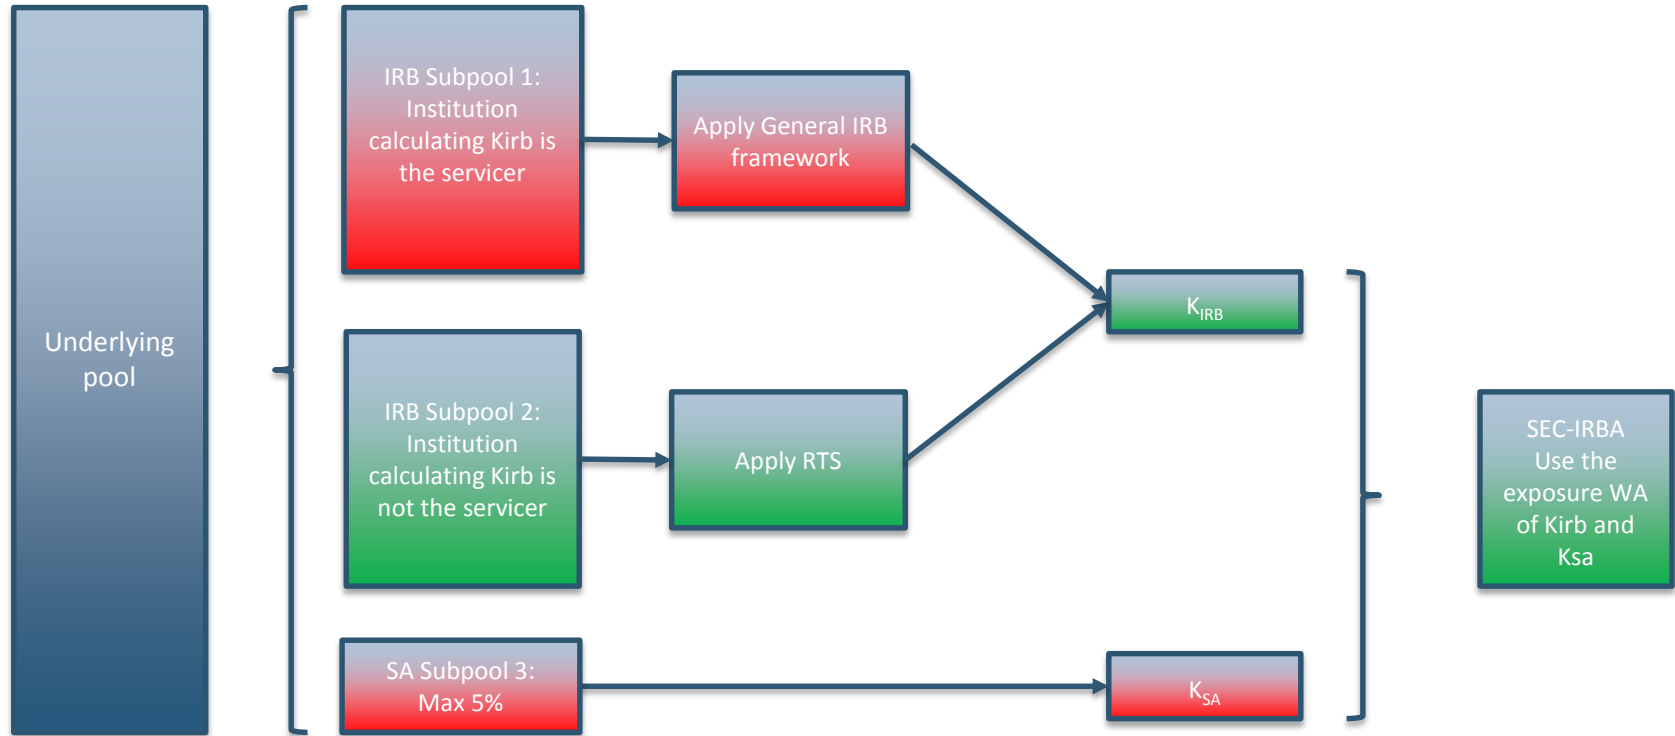 Underlying
pool
IRB Subpool 1:
Institution
calculating Kirb is
the servicer
Apply General IRB
framework
IRB Subpool 2:
Institution
calculating Kirb is
not the servicer
Apply RTS
SA Subpool 3:
Max 5%
KIRB
KSA
SEC-IRBA
Use the
exposure WA
of Kirb and
Ksa